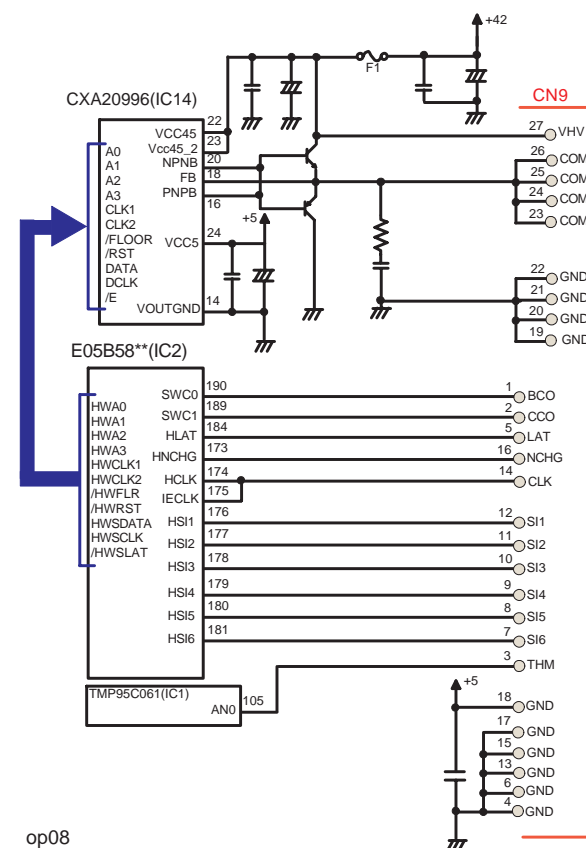 +42
F1
CN9
CXA20996(IC14)
22
VCC45
23
Vcc45_2
20
NPNB
18
FB
PNPB
16
A0
A1
A2
A3
CLK1
CLK2
/FLOOR
/RST
DATA
DCLK
/E
+5
24
VCC5
14
VOUTGND
27 VHV
26 COM
25 COM
24 COM
23 COM
22 GND
21 GND
20 GND
19 GND
E05B58**(IC2)
HWA0
HWA1
HWA2
HWA3
HWCLK1
HWCLK2
/HWFLR
/HWRST
HWSDATA
HWSCLK
/HWSLAT
SWC0 190
SWC1 189
HLAT 184
HNCHG 173
HCLK 174
IECLK 175
HSI1 176
HSI2 177
HSI3 178
HSI4 179
HSI5 180
HSI6 181
1 BCO
2 CCO
5 LAT
16 NCHG
14 CLK
12 SI1
11 SI2
10 SI3
9 SI4
8 SI5
7 SI6
3 THM
TMP95C061(IC1)
AN0 105
+5
18 GND
17 GND
15 GND
13 GND
6 GND
4 GND
op08